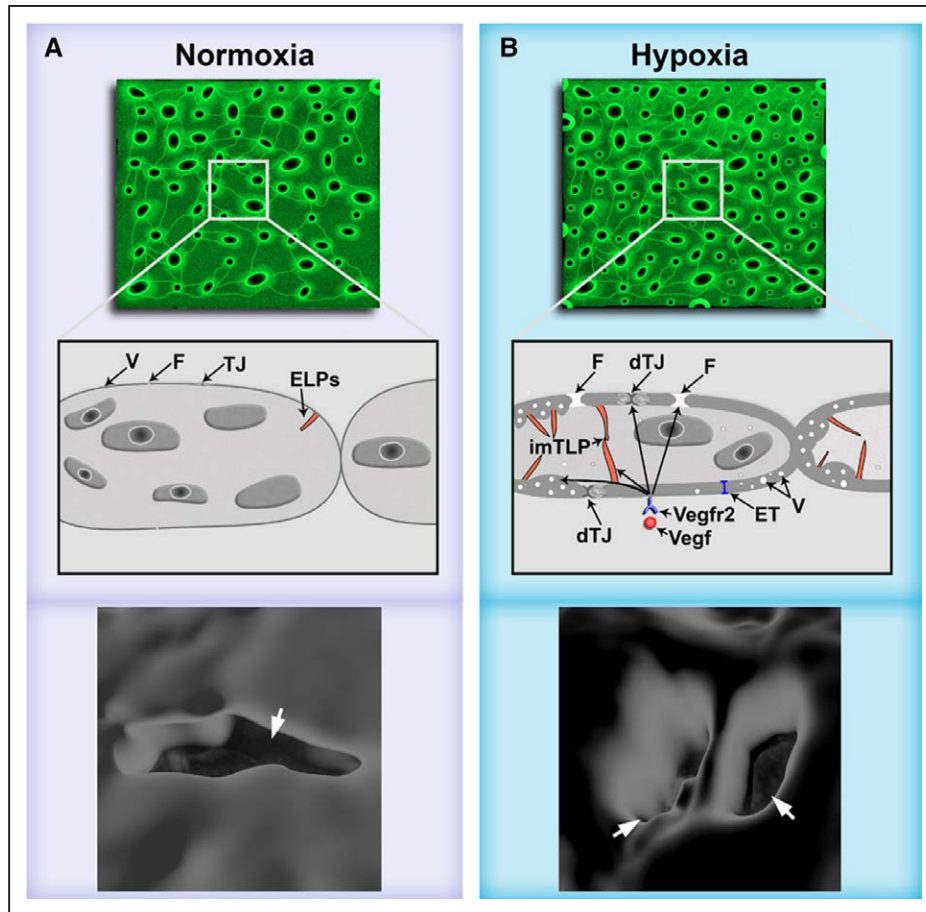 A
Normoxia
V
F
TJ
ELPs
B
Hypoxia
F
dTJ
F
imTLP
Vegfr2
ET
V
dTJ
Vegf